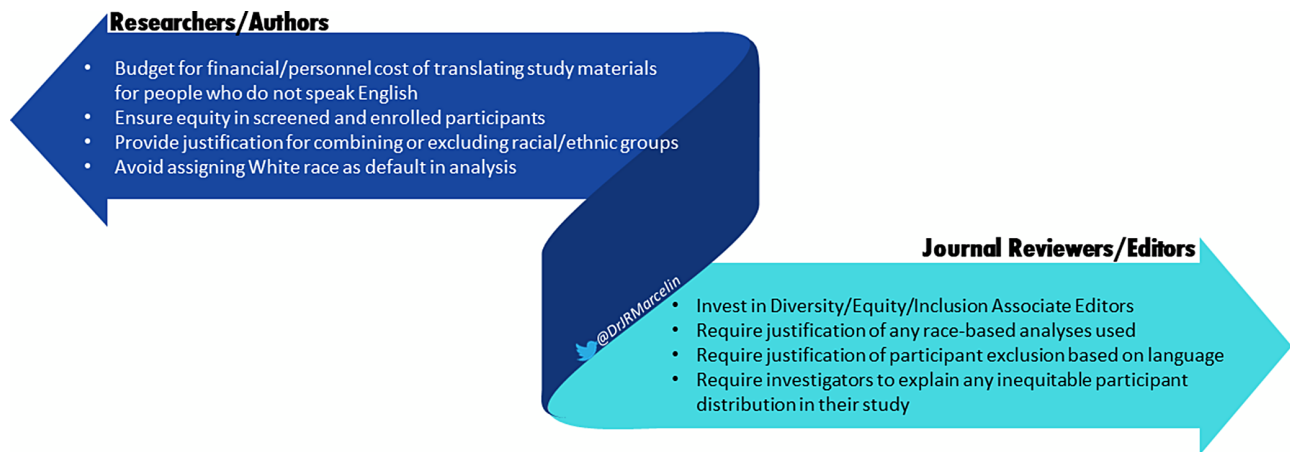 Researchers/Authors
• Budget for financial/personnel cost of translating study materials
for people who do not speak English
• Ensure equity in screened and enrolled participants
• Provide justification for combining or excluding racial/ethnic groups
• Avoid assigning White race as default in analysis
@DrJRMarcelin
Journal Reviewers/Editors
• Invest in Diversity/Equity/Inclusion Associate Editors
• Require justification of any race-based analyses used
• Require justification of participant exclusion based on language
• Require investigators to explain any inequitable participant
distribution in their study